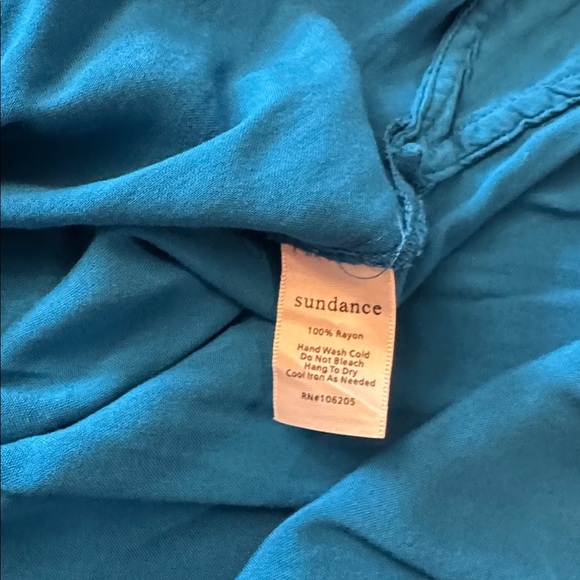 sundance
100% Rayon
Hand Wash Cold
Do Not Bleach
Hang To Dry
Cool Iron As Needed
RN#106205